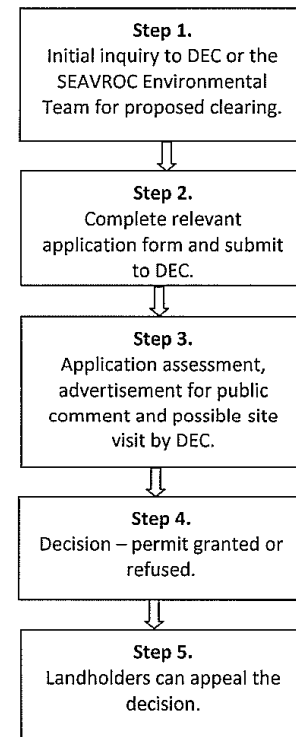 Step 1.
Initial inquiry to DEC or the
SEAVROC Environmental
Team for proposed clearing.
Step 2.
Complete relevant
application form and submit
to DEC.
Step 3.
Application assessment,
advertisement for public
comment and possible site
visit by DEC.
Step 4.
Decision – permit granted or
refused.
Step 5.
Landholders can appeal the
decision.